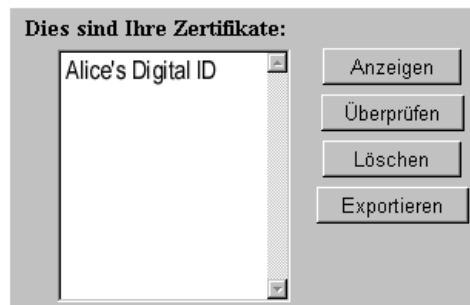 Dies sind Ihre Zertifikate:
Alice's Digital ID
Anzeigen
Überprüfen
Löschen
Exportieren